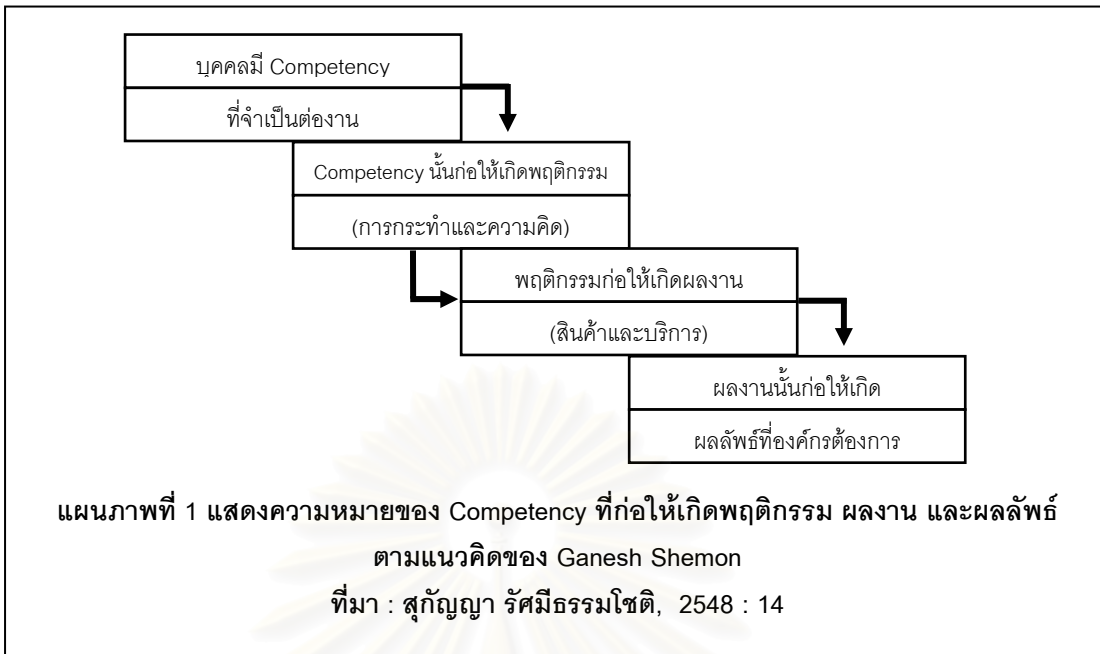 บุคคลมี Competency
ที่จำเป็นต่องาน
Competency นั้นก่อให้เกิดพฤติกรรม
(การกระทำและความคิด)
พฤติกรรมก่อให้เกิดผลงาน
(สินค้าและบริการ)
ผลงานนั้นก่อให้เกิด
ผลลัพธ์ที่องค์กรต้องการ
แผนภาพที่ 1 แสดงความหมายของ Competency ที่ก่อให้เกิดพฤติกรรม ผลงาน และผลลัพธ์
ตามแนวคิดของ Ganesh Shemon
ที่มา : สุกัญญา รัศมีธรรมโชติ, 2548 : 14